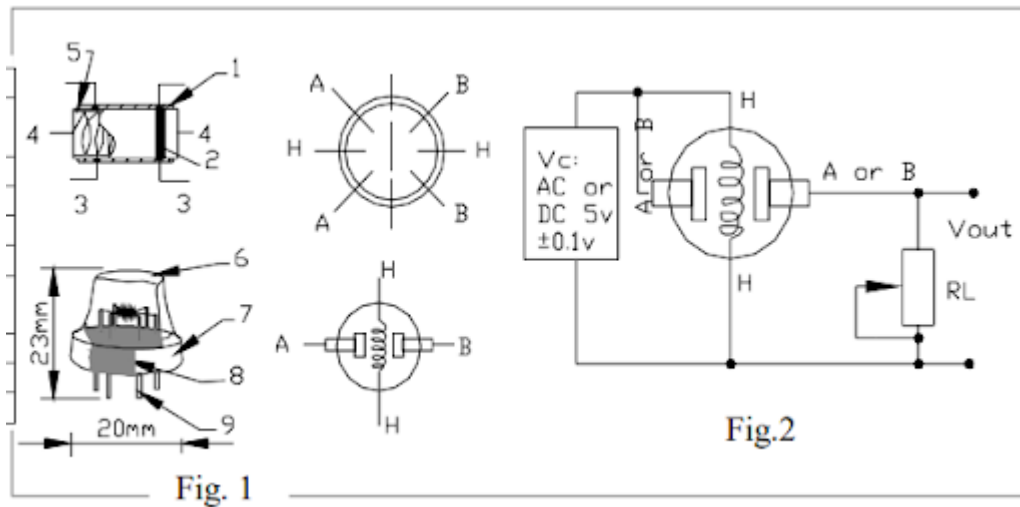 5
1
4
4
2
3
3
A
B
H
H
A
B
6
7
8
9
23mm
20mm
H
A
B
H
Fig. 1
Vc:
AC or
DC 5v
±0.1v
A or B
H
H
A or B
Vout
RL
Fig.2